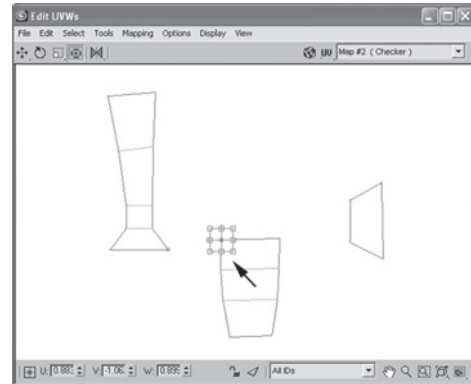 Edit UVWs
File Edit Select Tools Mapping Options Display View
UV Map #2 ( Checker )
U: V: W: All IDs